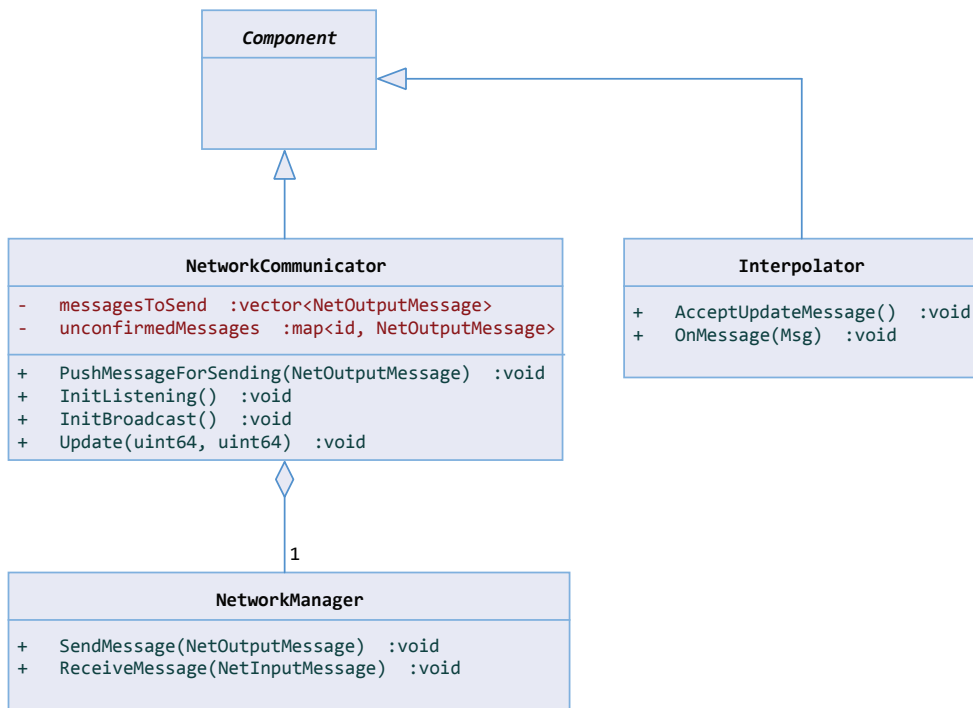 Component
NetworkCommunicator
- messagesToSend :vector<NetOutputMessage>
- unconfirmedMessages :map<id, NetOutputMessage>
+ PushMessageForSending(NetOutputMessage) :void
+ InitListening() :void
+ InitBroadcast() :void
+ Update(uint64, uint64) :void
Interpolator
+ AcceptUpdateMessage() :void
+ OnMessage(Msg) :void
1
NetworkManager
+ SendMessage(NetOutputMessage) :void
+ ReceiveMessage(NetInputMessage) :void